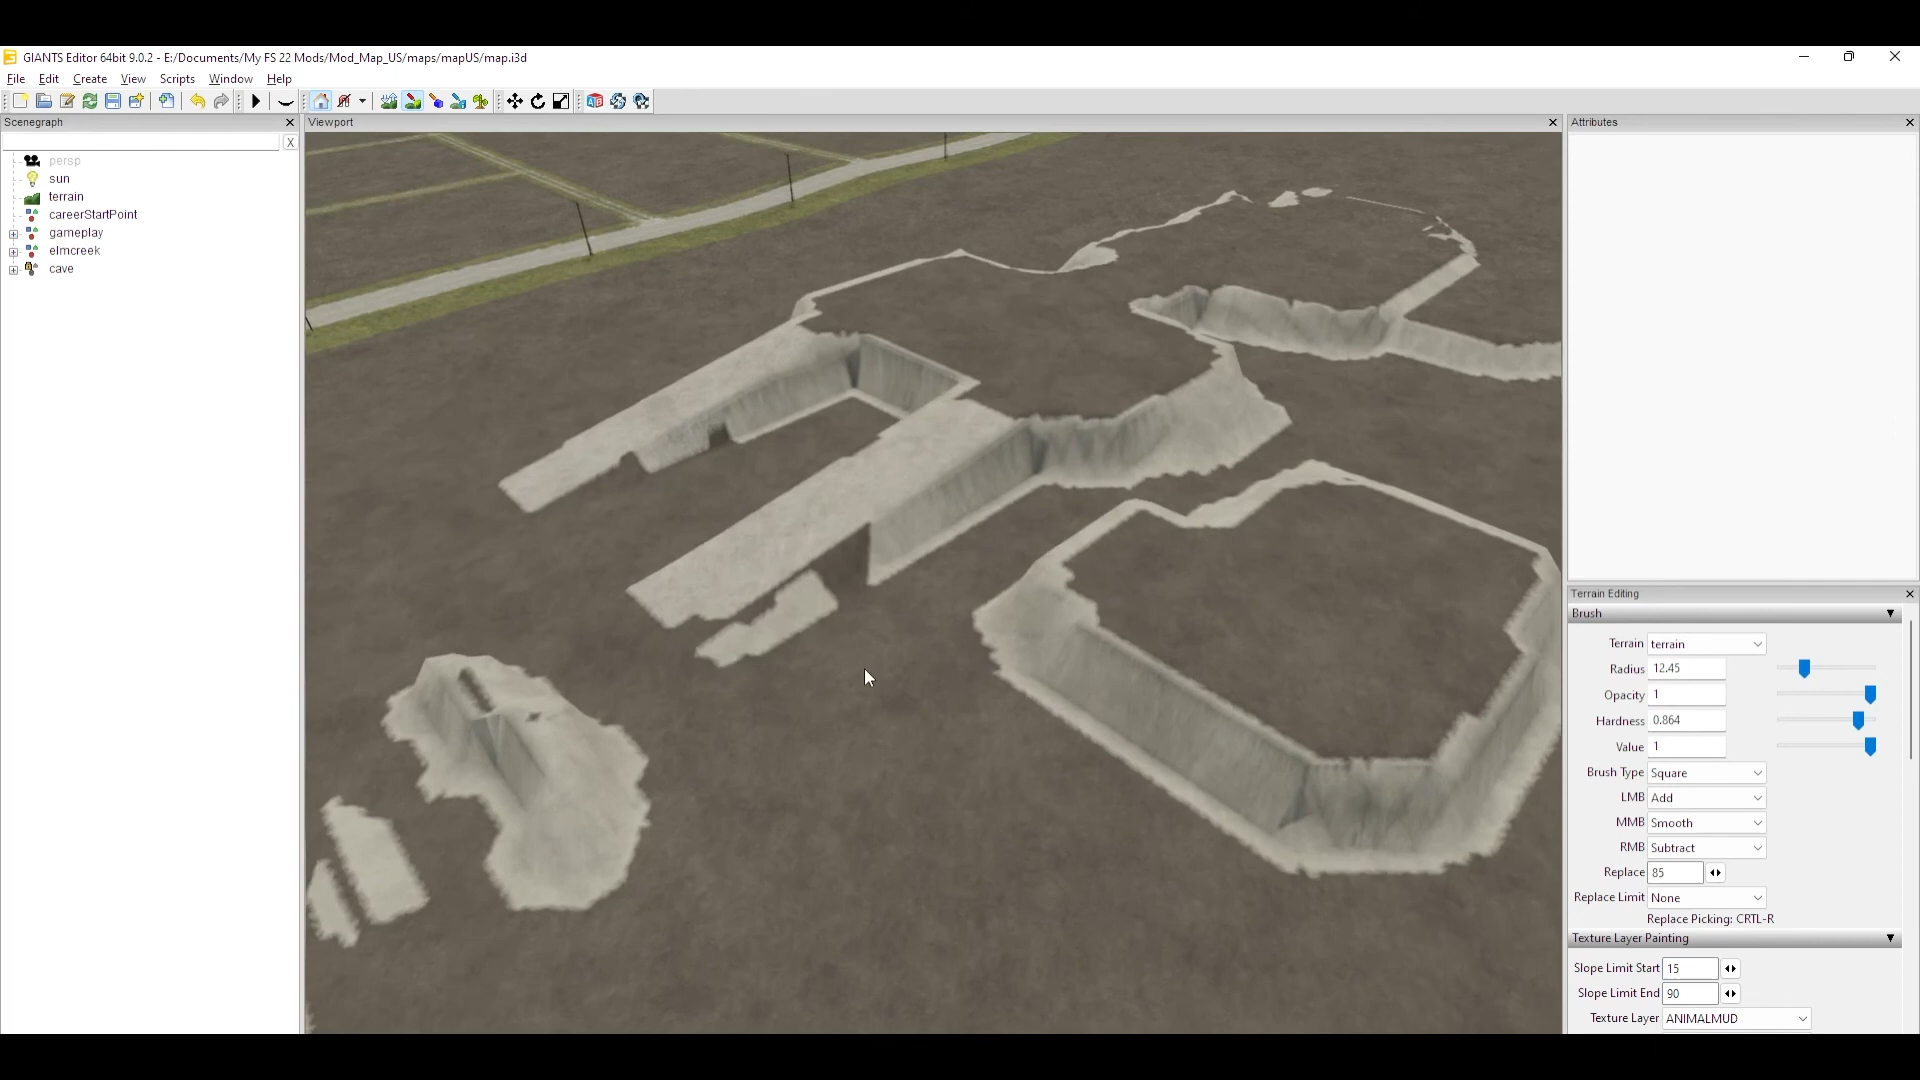 GIANTS Editor 64bit 9.0.2 - E:/Documents/My FS 22 Mods/Mod_Map_US/maps/mapUS/map.i3d
File Edit Create View Scripts Window Help
Scenegraph
X
persp
sun
terrain
careerStartPoint
gameplay
elmcreek
cave
Viewport
Attributes
Terrain Editing
Brush
Terrain terrain
Radius 12.45
Opacity 1
Hardness 0.864
Value 1
Brush Type Square
LMB Add
MMB Smooth
RMB Subtract
Replace 85
Replace Limit None
Replace Picking: CRTL-R
Texture Layer Painting
Slope Limit Start 15
Slope Limit End 90
Texture Layer ANIMALMUD